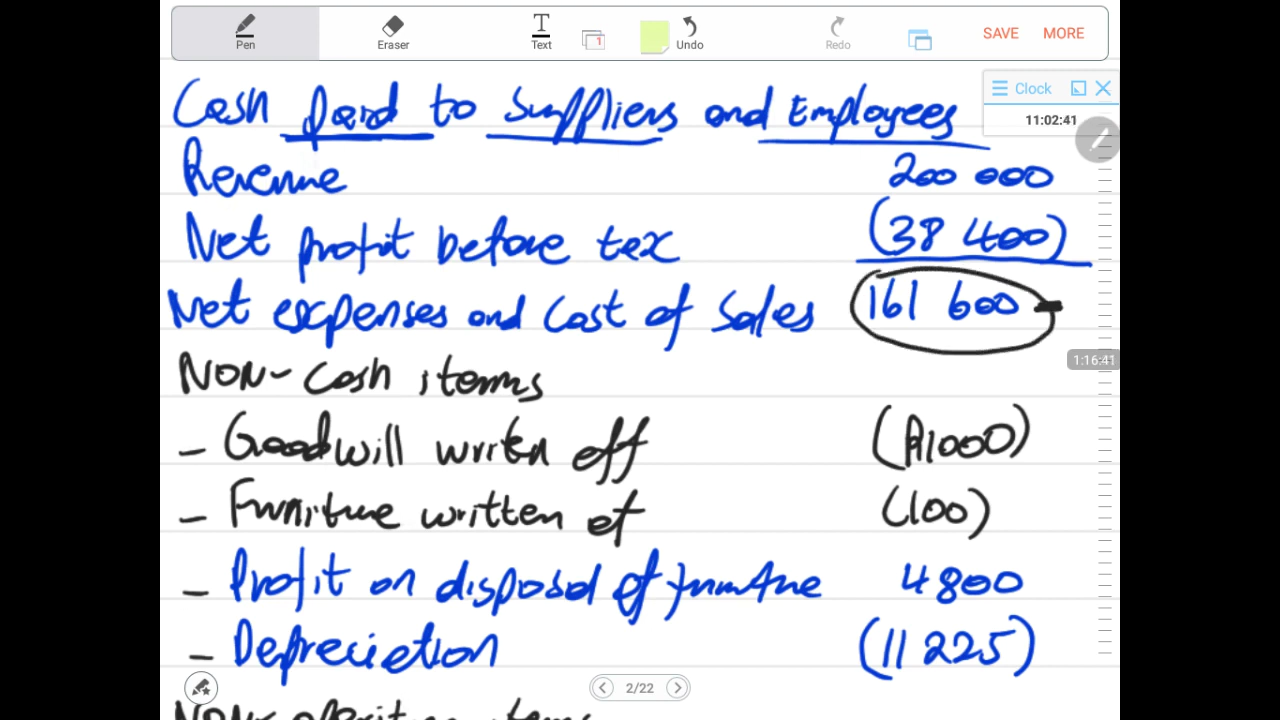 Pen Eraser Text 1 Undo Redo SAVE MORE
Clock
11:02:41
Cash paid to Suppliers and Employees
Revenue 200 000
Net profit before tax (38 400)
Net expenses and Cost of Sales 161 600
1:16:41
NON-Cash items
- Goodwill written off (R1000)
- Furniture written of (100)
- Profit on disposal of furniture 4800
- Depreciation (11 225)
2/22